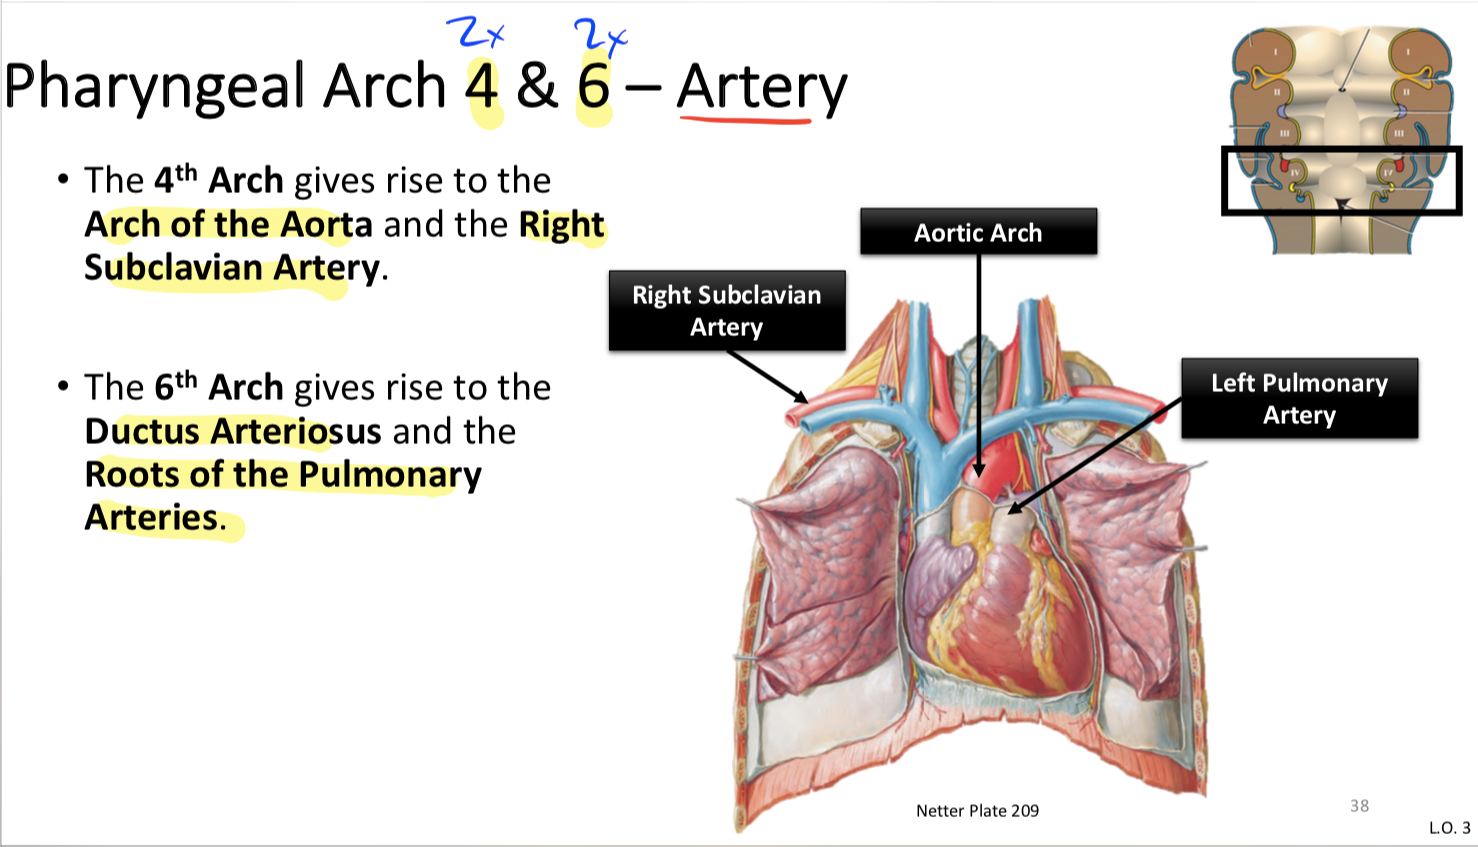 2x 2x
Pharyngeal Arch 4 & 6 – Artery
• The 4th Arch gives rise to the
Arch of the Aorta and the Right
Subclavian Artery.
• The 6th Arch gives rise to the
Ductus Arteriosus and the
Roots of the Pulmonary
Arteries.
I I
II II
III III
IV IV
Aortic Arch
Right Subclavian
Artery
Left Pulmonary
Artery
Netter Plate 209
38
L.O. 3